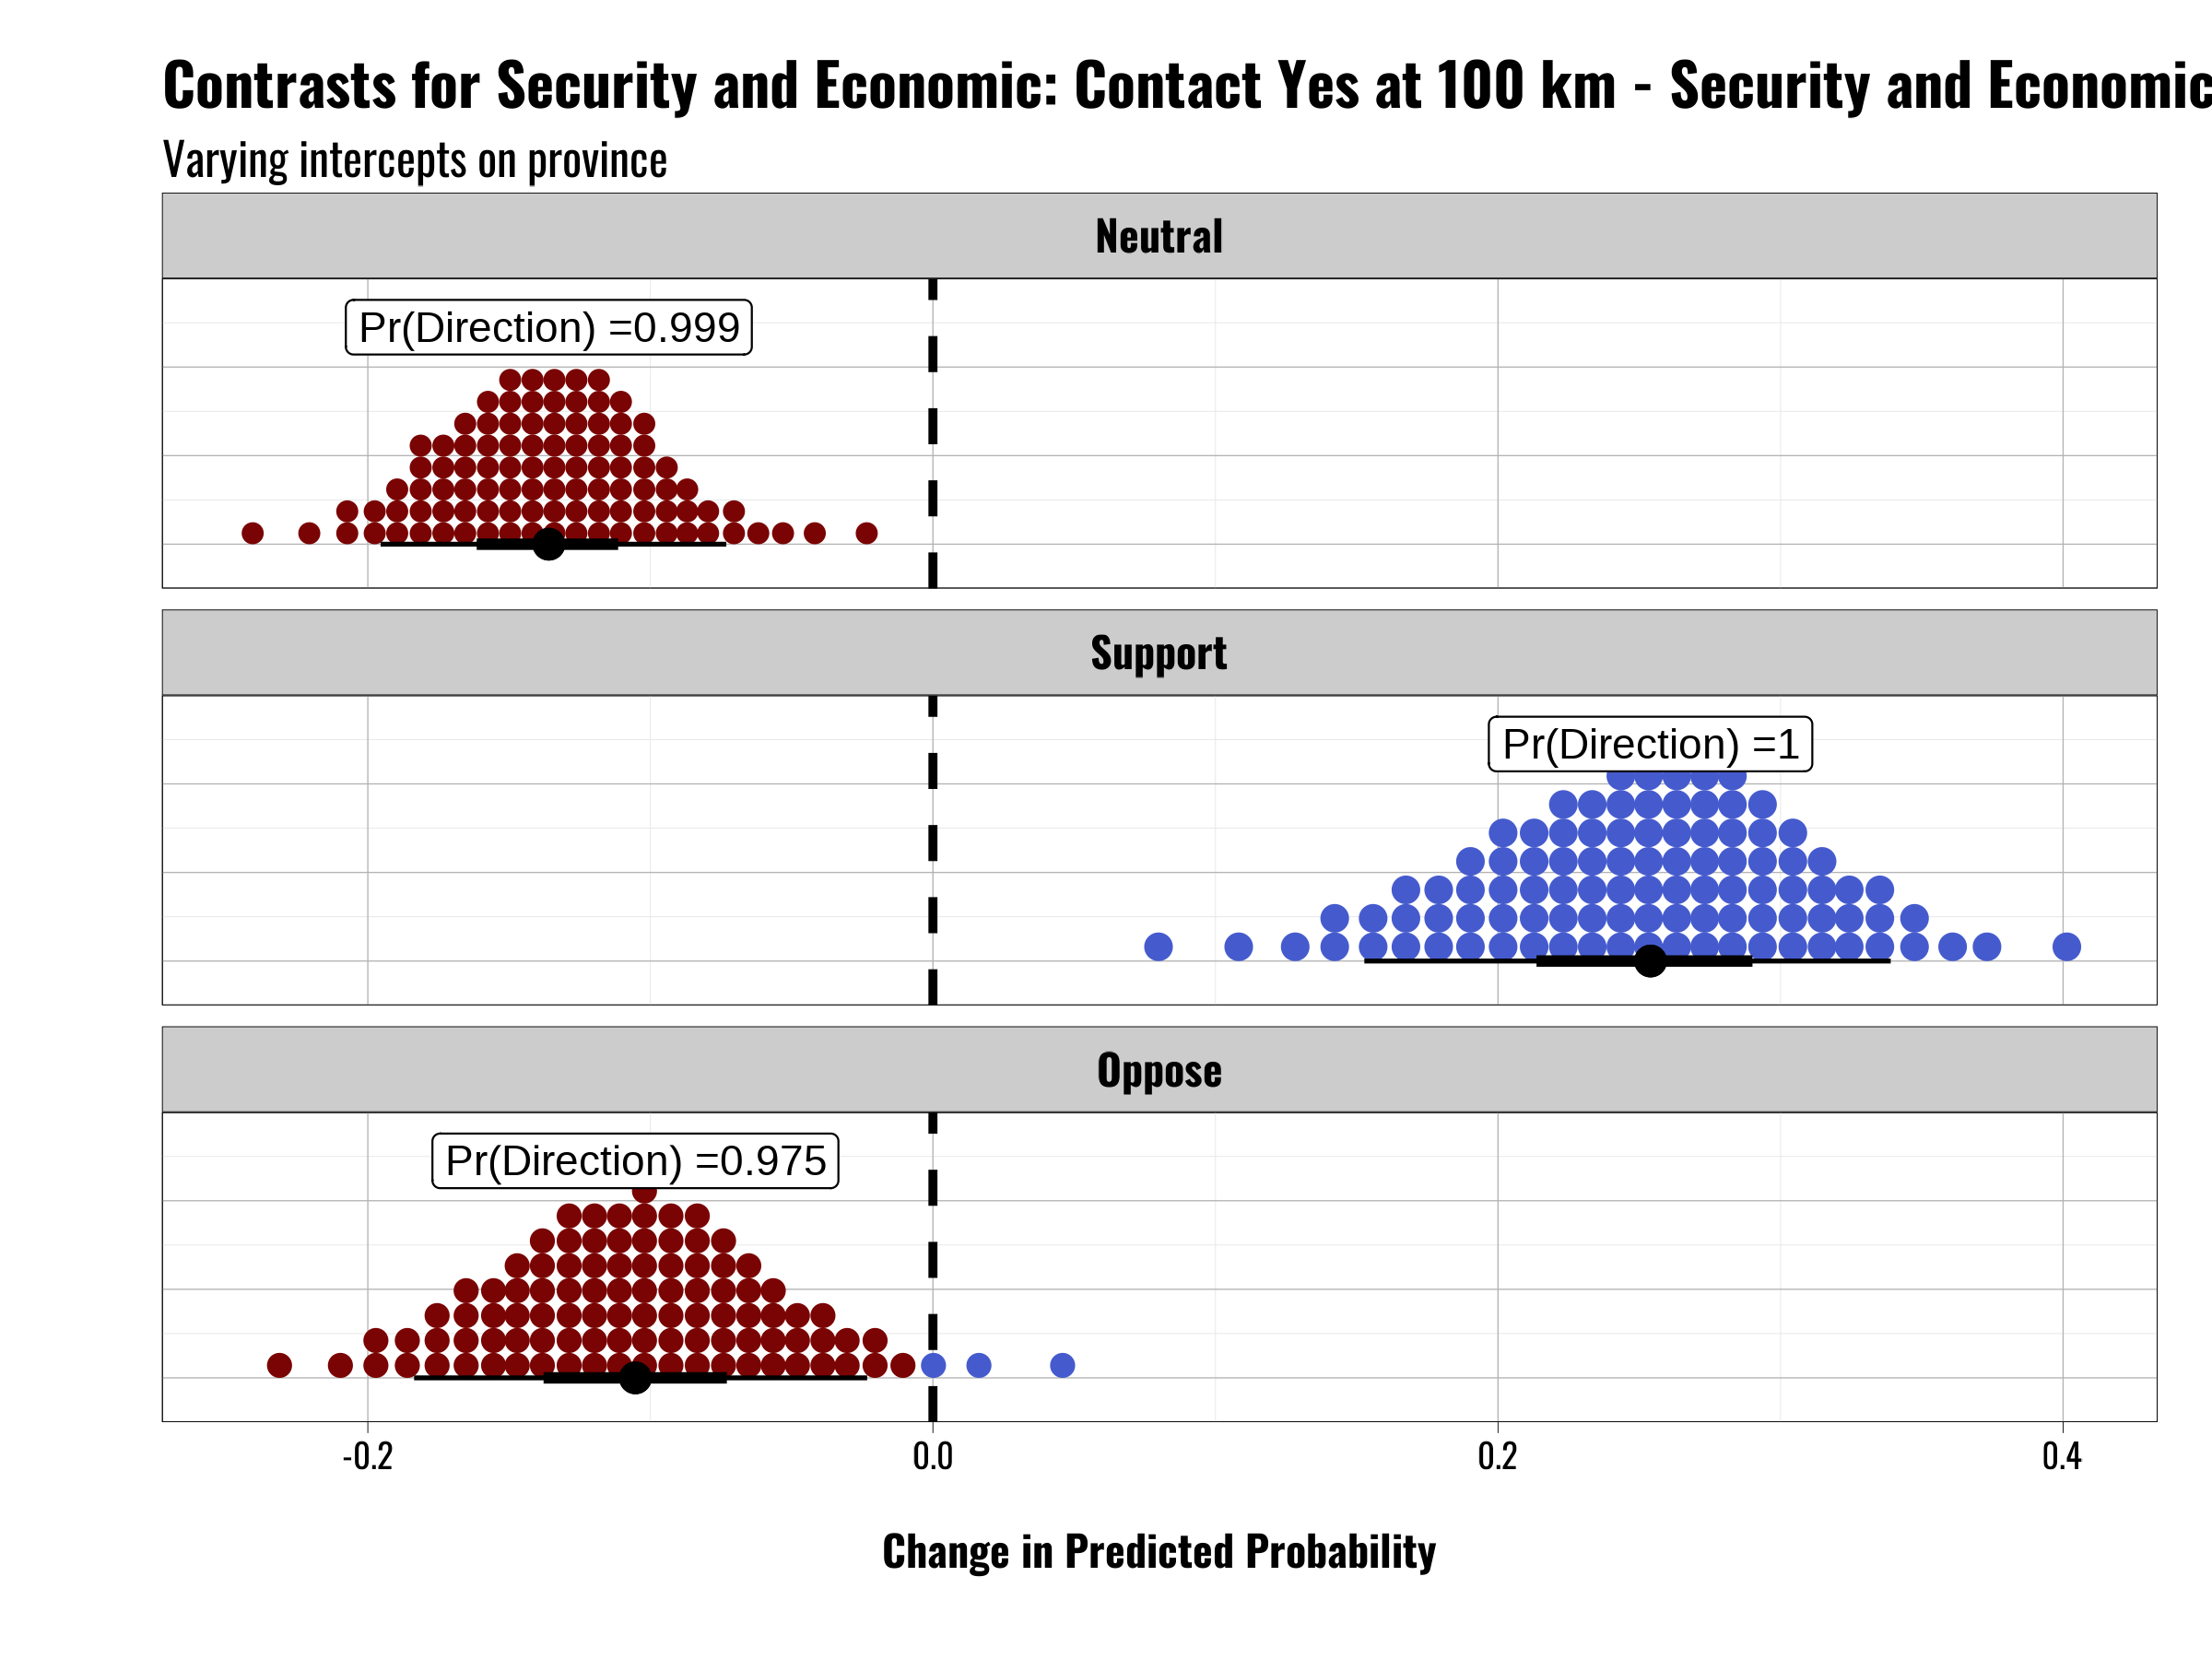 Contrasts for Security and Economic: Contact Yes at 100 km - Security and Economic
Varying intercepts on province
Neutral
Pr(Direction) =0.999
Support
Pr(Direction) =1
Oppose
Pr(Direction) =0.975
-0.2 0.0 0.2 0.4
Change in Predicted Probability